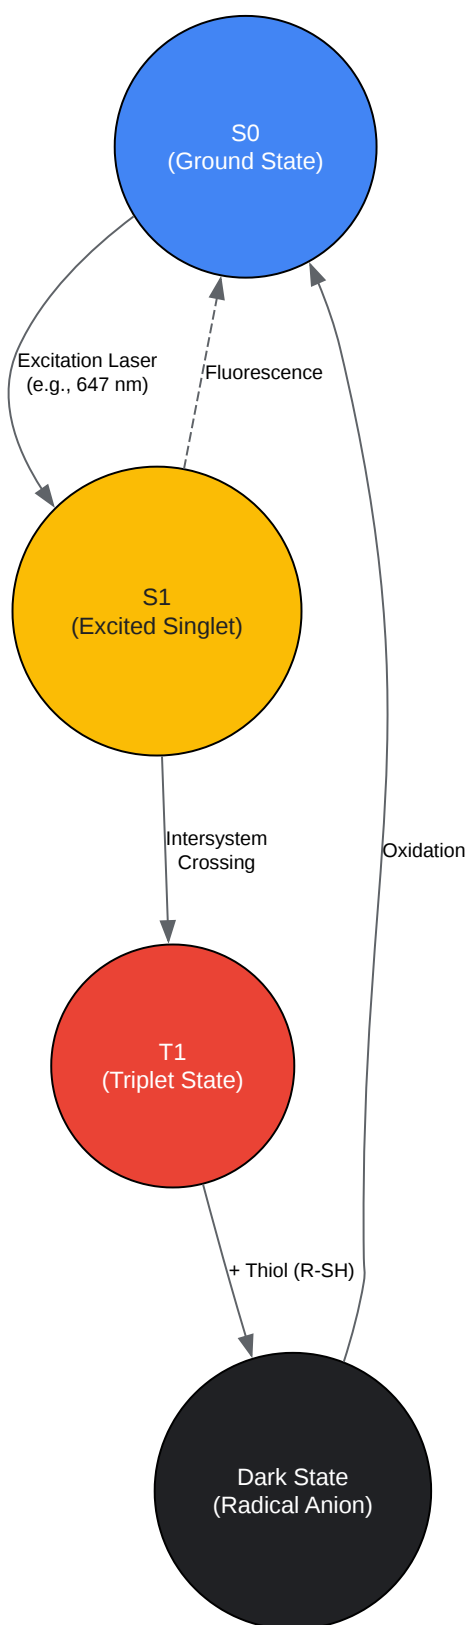 S0
(Ground State)
Excitation Laser
(e.g., 647 nm)
Fluorescence
S1
(Excited Singlet)
Intersystem
Crossing
Oxidation
T1
(Triplet State)
+ Thiol (R-SH)
Dark State
(Radical Anion)